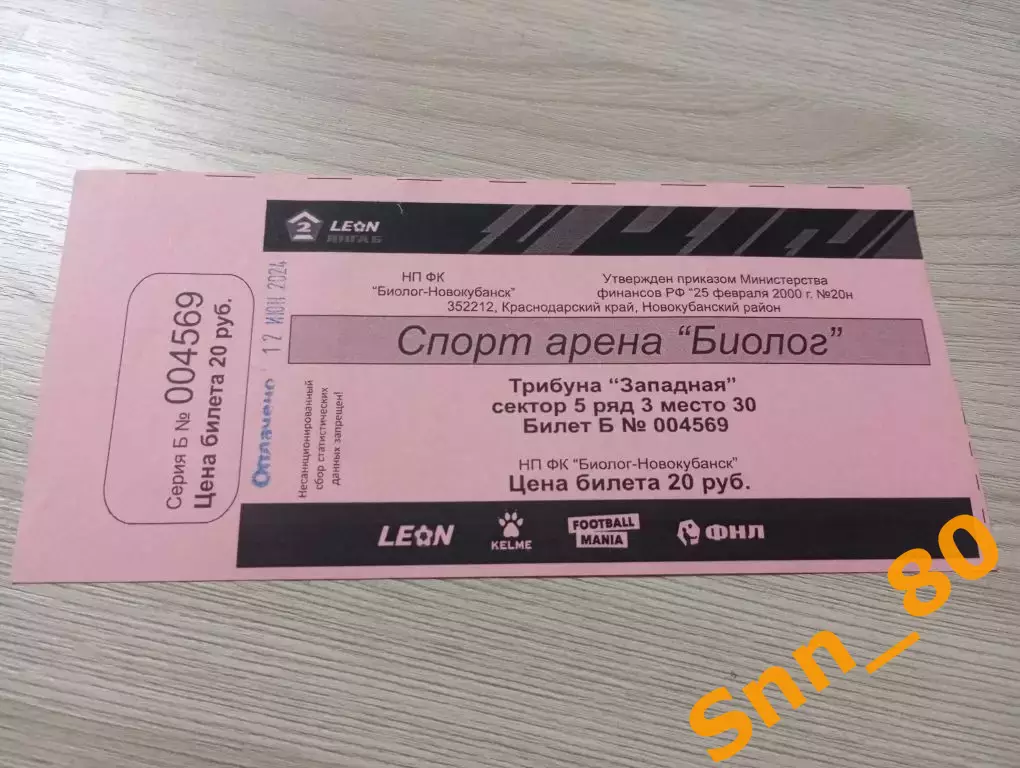 Серия Б № 004569
Цена билета 20 руб.
Оплачено 12 ИЮН 2024
2 LEON
ЛИГА Б
НП ФК
"Биолог-Новокубанск"
Утвержден приказом Министерства
финансов РФ "25 февраля 2000 г. №20н
352212, Краснодарский край, Новокубанский район
Спорт арена "Биолог"
Несанкционированный
сбор статистических
данных запрещен!
Трибуна "Западная"
сектор 5 ряд 3 место 30
Билет Б № 004569
НП ФК "Биолог-Новокубанск"
Цена билета 20 руб.
LEON
KELME
FOOTBALL
MANIA
ФНЛ
Snn_80